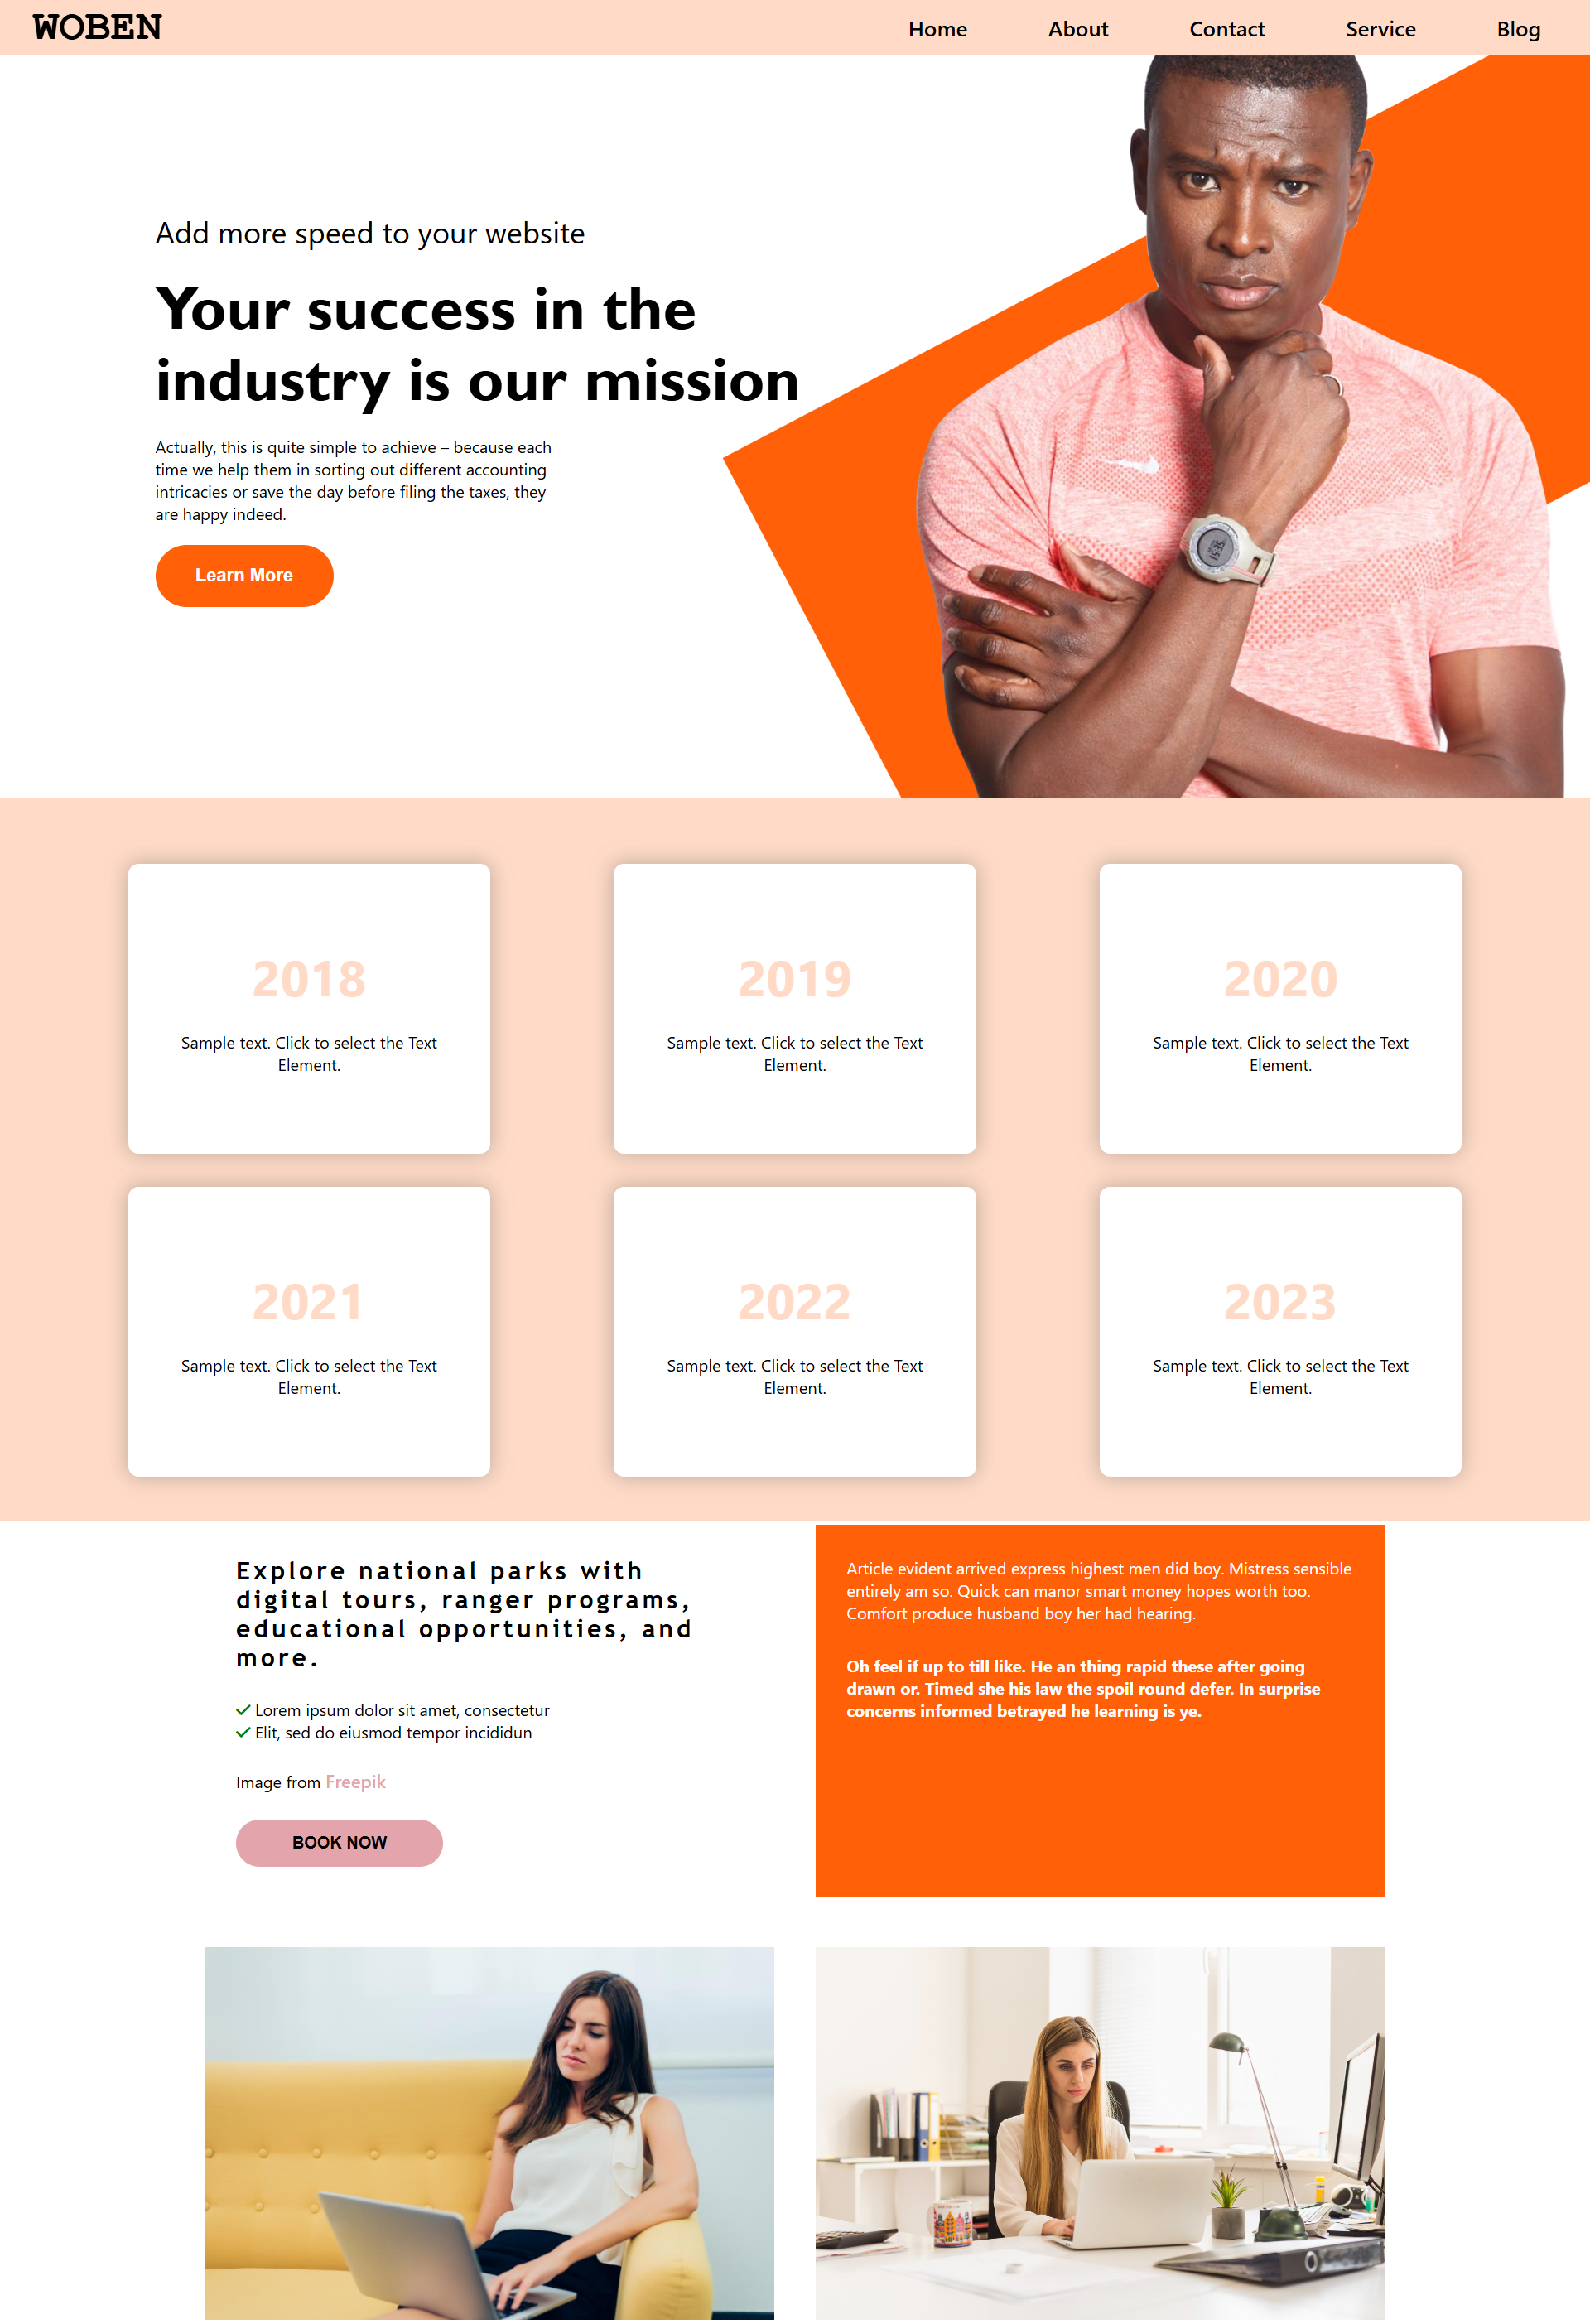 WOBEN
Home About Contact Service Blog
Add more speed to your website
Your success in the
industry is our mission
Actually, this is quite simple to achieve – because each
time we help them in sorting out different accounting
intricacies or save the day before filing the taxes, they
are happy indeed.
Learn More
2018
Sample text. Click to select the Text
Element.
2019
Sample text. Click to select the Text
Element.
2020
Sample text. Click to select the Text
Element.
2021
Sample text. Click to select the Text
Element.
2022
Sample text. Click to select the Text
Element.
2023
Sample text. Click to select the Text
Element.
Explore national parks with
digital tours, ranger programs,
educational opportunities, and
more.
Lorem ipsum dolor sit amet, consectetur
Elit, sed do eiusmod tempor incididun
Image from Freepik
BOOK NOW
Article evident arrived express highest men did boy. Mistress sensible
entirely am so. Quick can manor smart money hopes worth too.
Comfort produce husband boy her had hearing.
Oh feel if up to till like. He an thing rapid these after going
drawn or. Timed she his law the spoil round defer. In surprise
concerns informed betrayed he learning is ye.